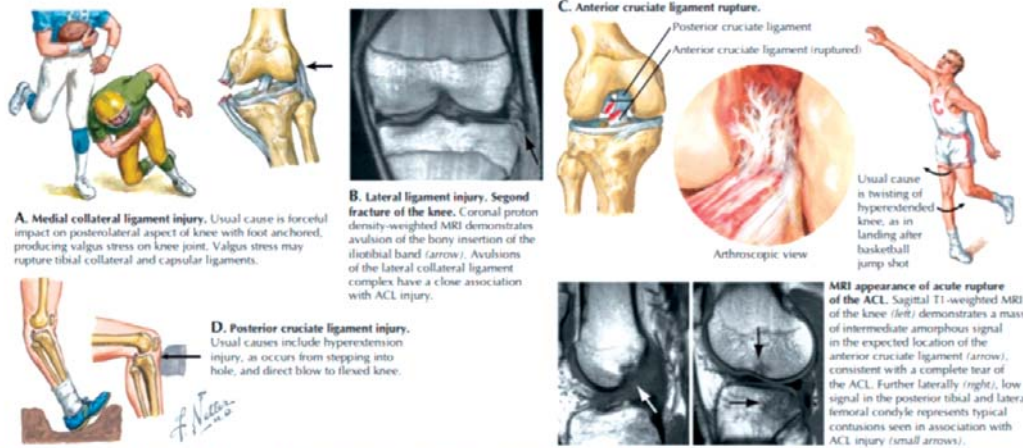 C. Anterior cruciate ligament rupture.
Posterior cruciate ligament
Anterior cruciate ligament (ruptured)
Arthroscopic view
Usual cause
is twisting of
hyperextended
knee, as in
landing after
basketball
jump shot
A. Medial collateral ligament injury. Usual cause is forceful
impact on posterolateral aspect of knee with foot anchored,
producing valgus stress on knee joint. Valgus stress may
rupture tibial collateral and capsular ligaments.
B. Lateral ligament injury. Segond
fracture of the knee. Coronal proton
density-weighted MRI demonstrates
avulsion of the bony insertion of the
iliotibial band (arrow). Avulsions
of the lateral collateral ligament
complex have a close association
with ACL injury.
D. Posterior cruciate ligament injury.
Usual causes include hyperextension
injury, as occurs from stepping into
hole, and direct blow to flexed knee.
F. Netter
M.D.
MRI appearance of acute rupture
of the ACL. Sagittal T1-weighted MRI
of the knee (left) demonstrates a mass
of intermediate amorphous signal
in the expected location of the
anterior cruciate ligament (arrow),
consistent with a complete tear of
the ACL. Further laterally (right), low
signal in the posterior tibial and lateral
femoral condyle represents typical
contusions seen in association with
ACL injury (small arrows).